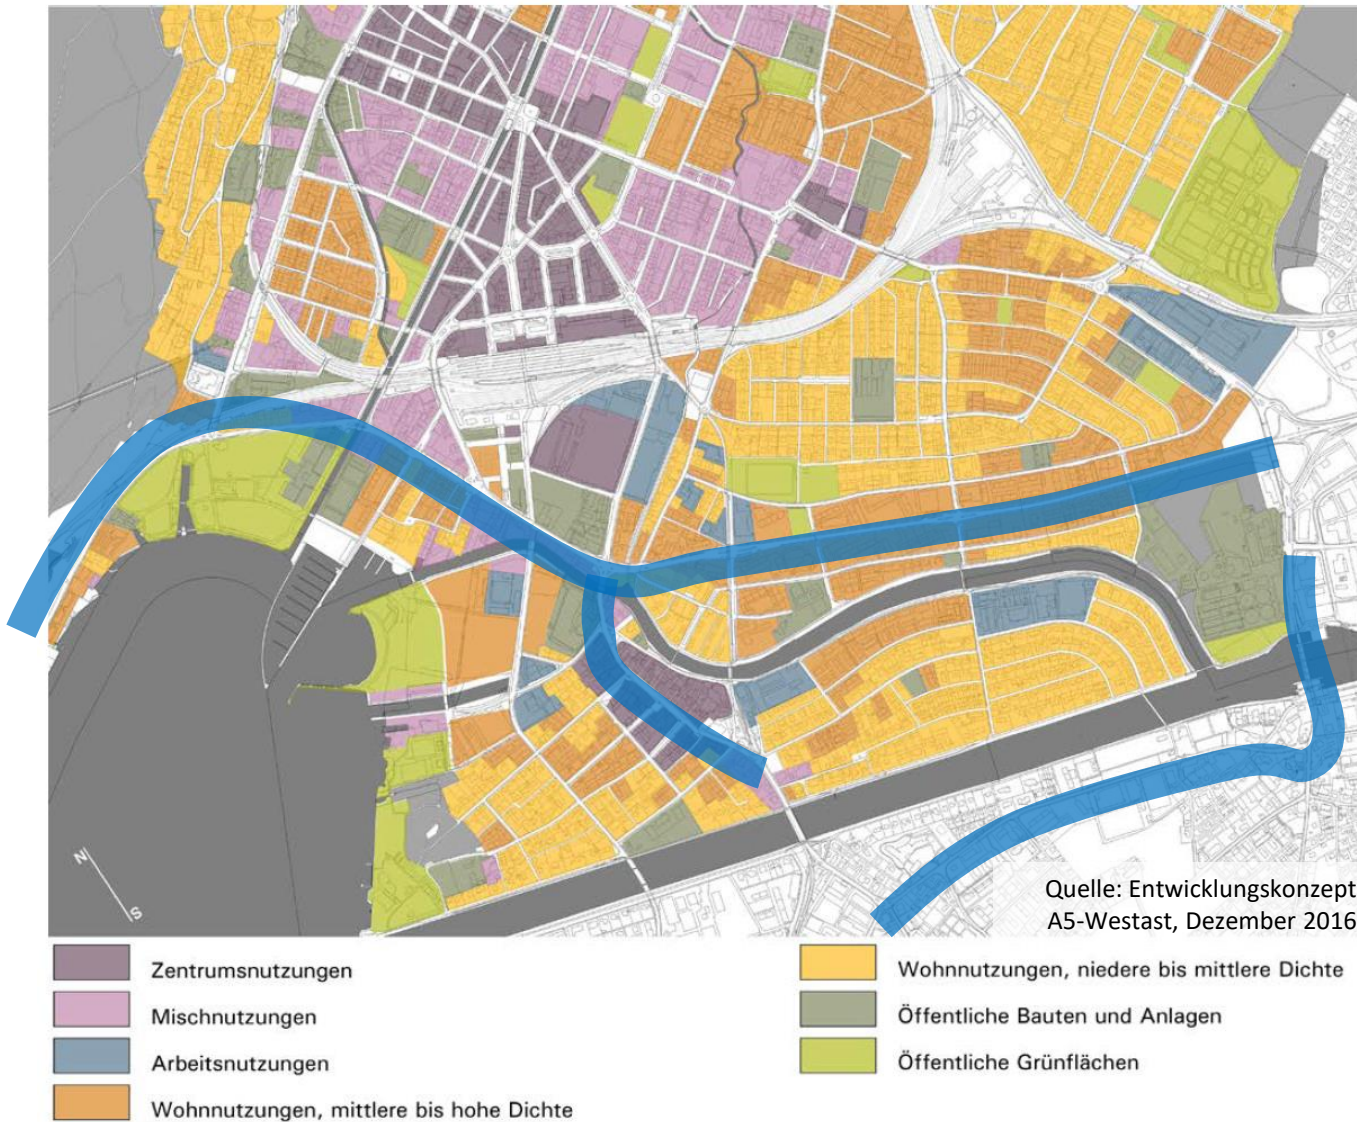 N
S
Quelle: Entwicklungskonzept
A5-Westast, Dezember 2016
Zentrumsnutzungen
Mischnutzungen
Arbeitsnutzungen
Wohnnutzungen, mittlere bis hohe Dichte
Wohnnutzungen, niedere bis mittlere Dichte
Öffentliche Bauten und Anlagen
Öffentliche Grünflächen